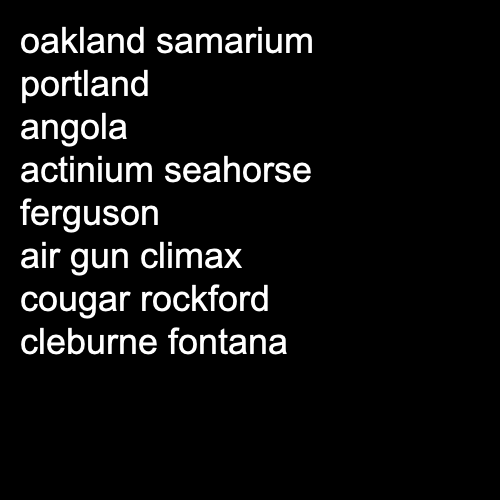 oakland samarium
portland
angola
actinium seahorse
ferguson
air gun climax
cougar rockford
cleburne fontana